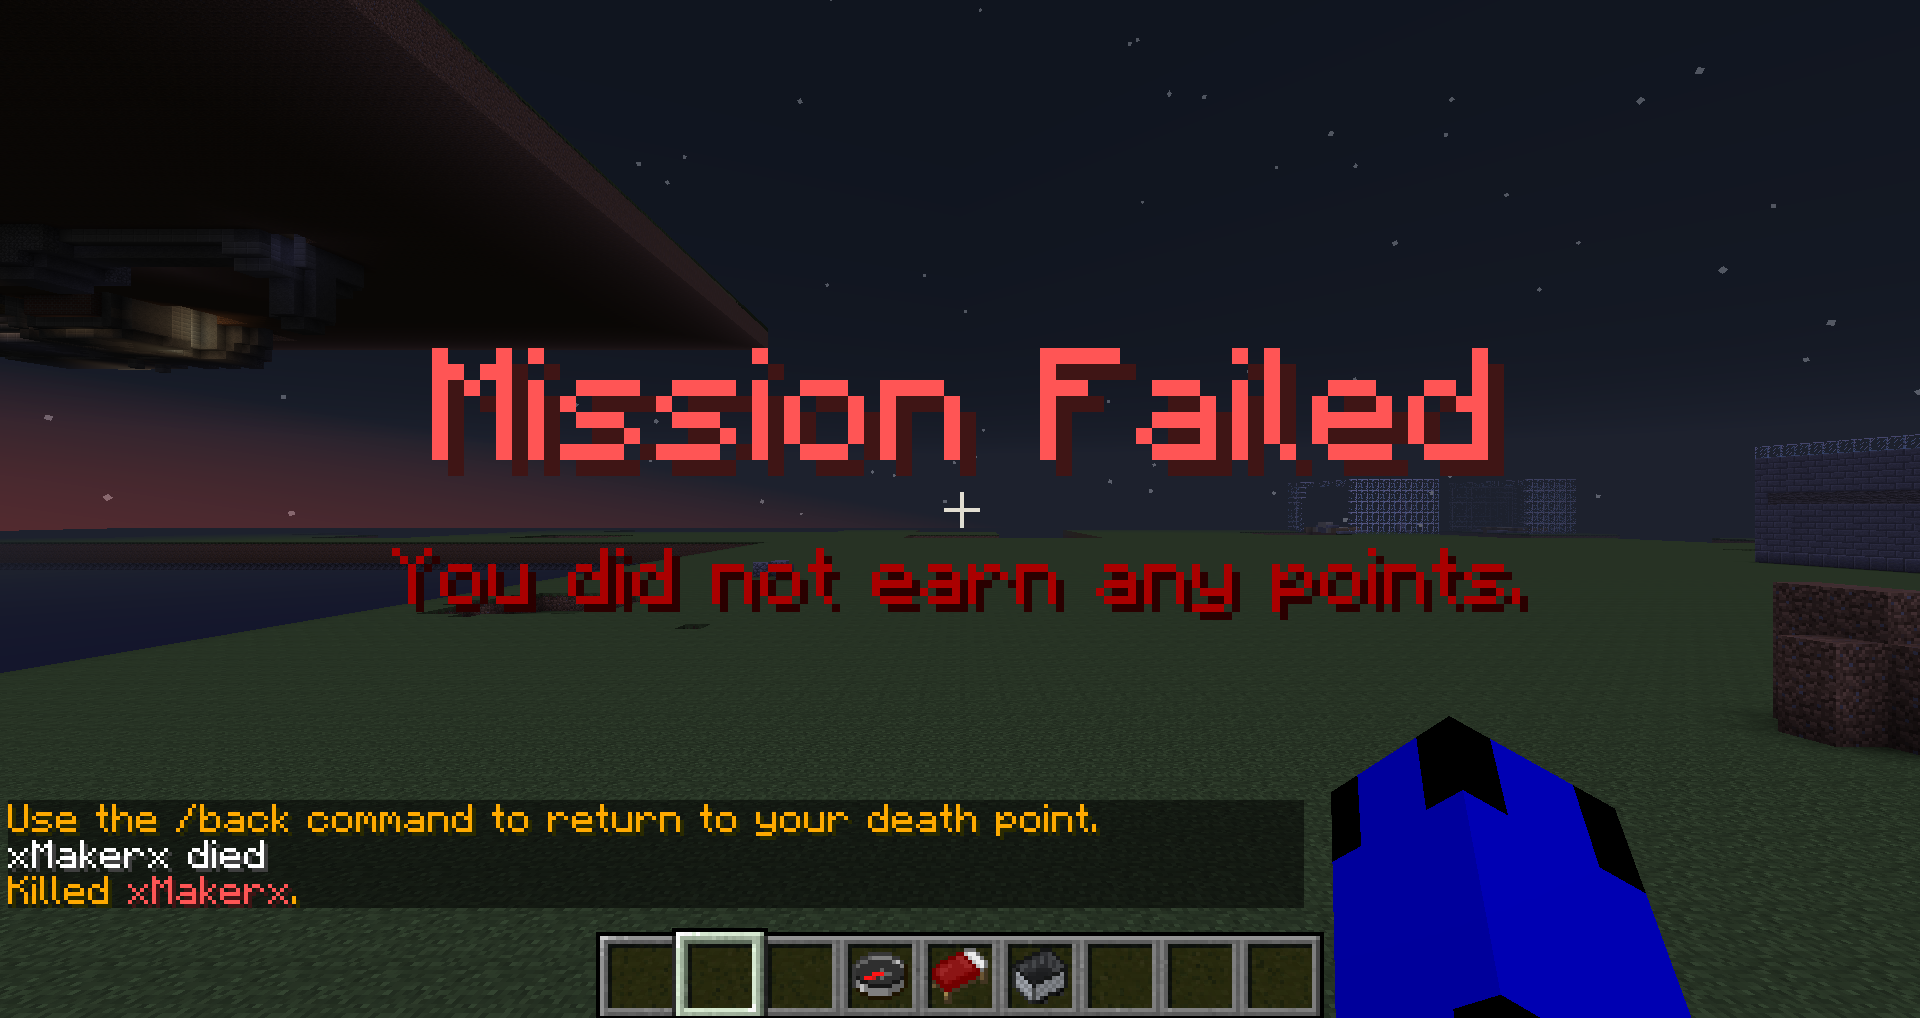 Mission Failed
You did not earn any points.
Use the /back command to return to your death point.
xMakerx died
Killed xMakerx.